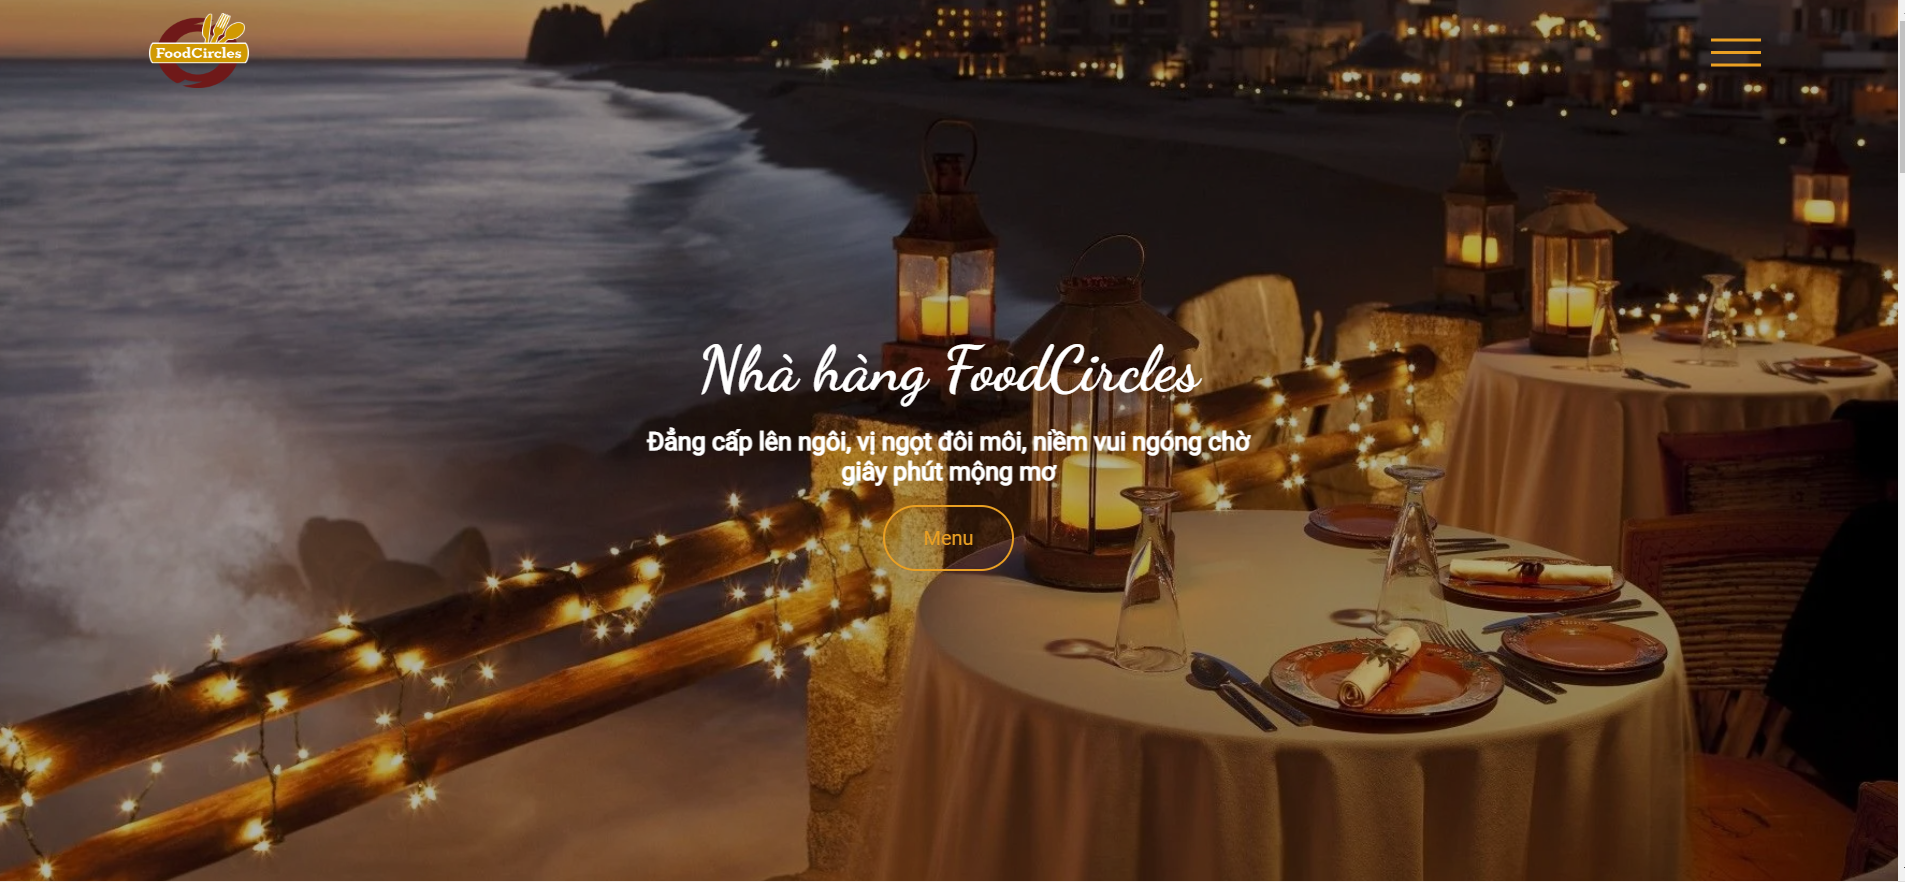 FoodCircles
Nhà hàng FoodCircles
Đẳng cấp lên ngôi, vị ngọt đôi môi, niềm vui ngóng chờ
giây phút mộng mơ
Menu